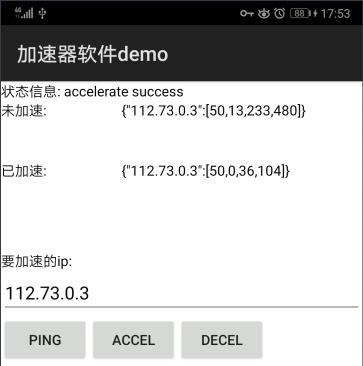 88 17:53
加速器软件demo
状态信息: accelerate success
未加速: {"112.73.0.3":[50,13,233,480]}
已加速: {"112.73.0.3":[50,0,36,104]}
要加速的ip:
112.73.0.3
PING ACCEL DECEL